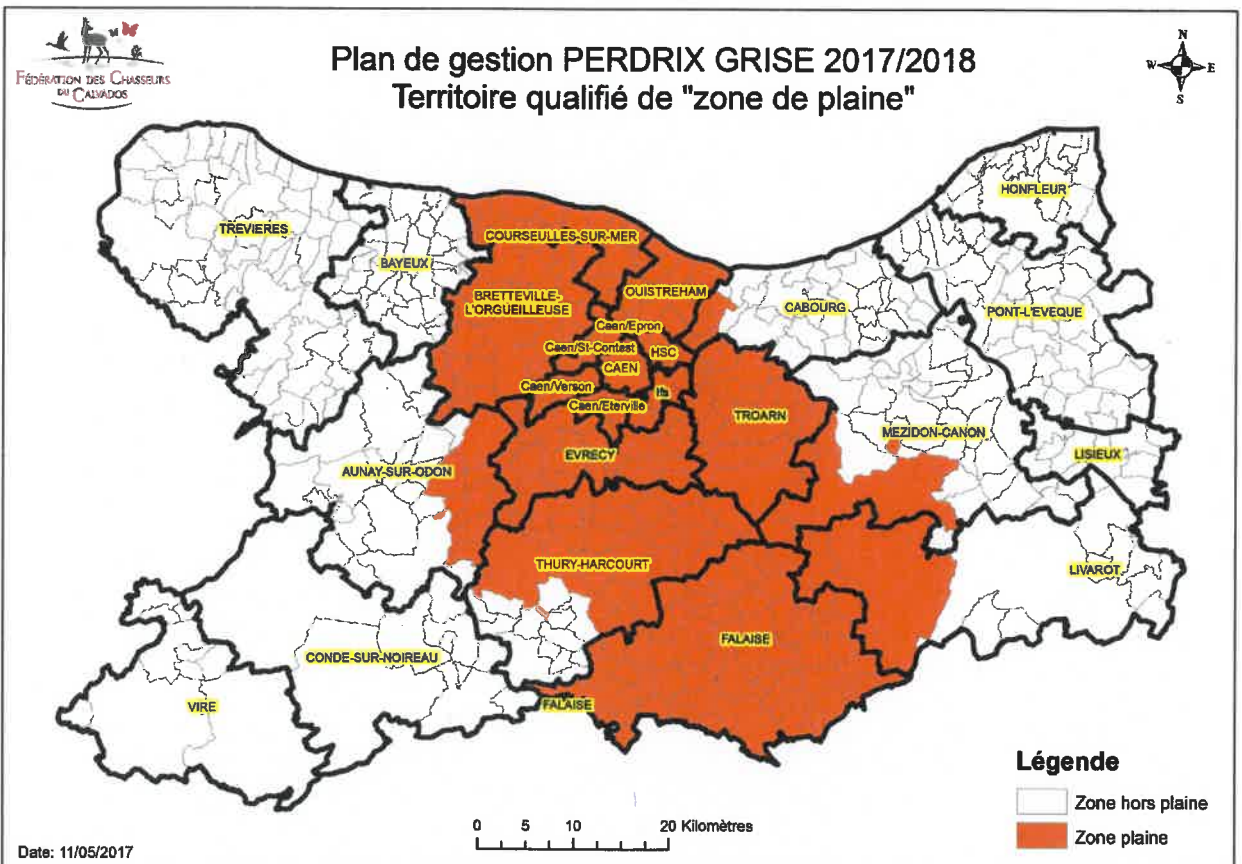 FÉDÉRATION DES CHASSEURS
DU CALVADOS
Plan de gestion PERDRIX GRISE 2017/2018
Territoire qualifié de "zone de plaine"
N
W E
S
HONFLEUR
TREVIERES
COURSEULLES-SUR-MER
BAYEUX
OUISTREHAM
BRETTEVILLE-
L'ORGUEILLEUSE
CABOURG
PONT-L'EVEQUE
Caen/Epron
Caen/St-Contest
HSC
CAEN
Caen/Verson
Ifs
Caen/Eterville
TROARN
MEZIDON-CANON
EVRECY
LISIEUX
AUNAY-SUR-ODON
THURY-HARCOURT
LIVAROT
FALAISE
CONDE-SUR-NOIREAU
VIRE
FALAISE
Légende
Zone hors plaine
Zone plaine
0 5 10 20 Kilomètres
Date: 11/05/2017